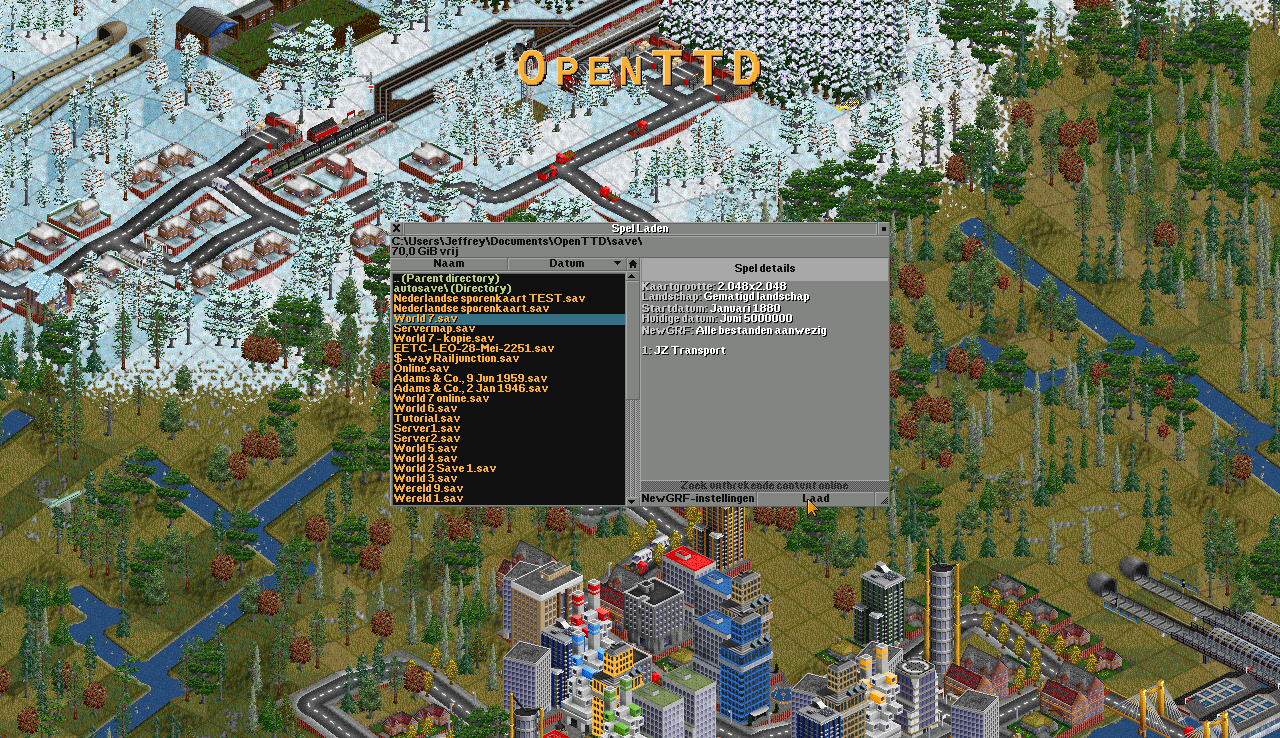 OPENTTD
Spel Laden
C:\Users\Jeffrey\Documents\OpenTTD\save\
70,0 GiB vrij
Naam Datum
.. (Parent directory)
autosave\ (Directory)
Nederlandse sporenkaart TEST.sav
Nederlandse sporenkaart.sav
World 7.sav
Servermap.sav
World 7 - kopie.sav
EETC-LEO-28-Mei-2251.sav
$-way Railjunction.sav
Online.sav
Adams & Co., 9 Jun 1959.sav
Adams & Co., 2 Jan 1946.sav
World 7 online.sav
World 6.sav
Tutorial.sav
Server1.sav
Server2.sav
World 5.sav
World 4.sav
World 2 Save 1.sav
World 3.sav
Wereld 9.sav
Wereld 1.sav
Spel details
Kaartgrootte: 2.048x2.048
Landschap: Gematigd landschap
Startdatum: Januari 1880
Huidige datum: Juni 5000000
NewGRF: Alle bestanden aanwezig
1: JZ Transport
Zoek ontbrekende content online
NewGRF-instellingen Laad